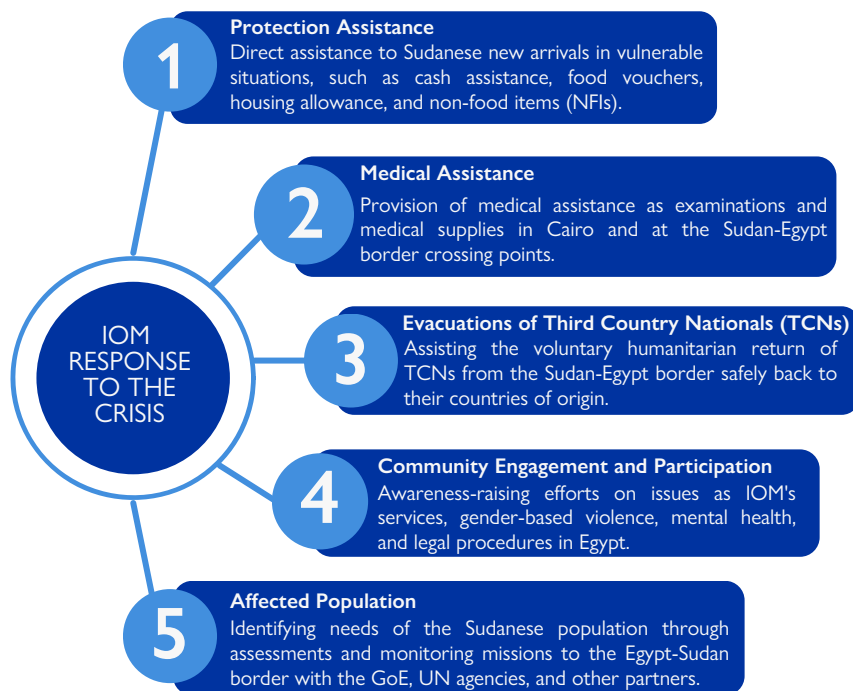 1
Protection Assistance
Direct assistance to Sudanese new arrivals in vulnerable
situations, such as cash assistance, food vouchers,
housing allowance, and non-food items (NFIs).
2
Medical Assistance
Provision of medical assistance as examinations and
medical supplies in Cairo and at the Sudan-Egypt
border crossing points.
IOM
RESPONSE
TO THE
CRISIS
3
Evacuations of Third Country Nationals (TCNs)
Assisting the voluntary humanitarian return of
TCNs from the Sudan-Egypt border safely back to
their countries of origin.
4
Community Engagement and Participation
Awareness-raising efforts on issues as IOM's
services, gender-based violence, mental health,
and legal procedures in Egypt.
5
Affected Population
Identifying needs of the Sudanese population through
assessments and monitoring missions to the Egypt-Sudan
border with the GoE, UN agencies, and other partners.